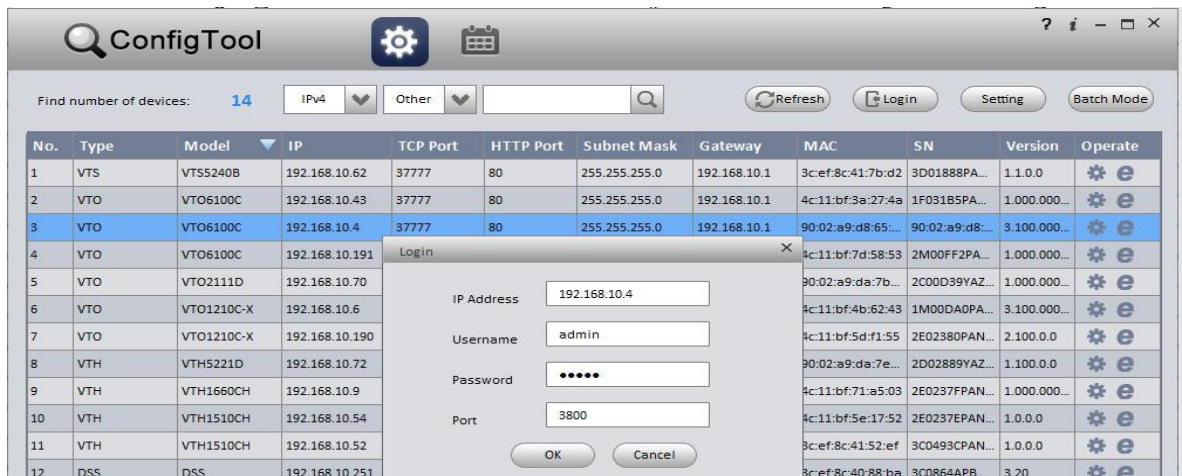 ConfigTool
? i
Find number of devices: 14 IPv4 Other Refresh Login Setting Batch Mode
No. Type Model IP TCP Port HTTP Port Subnet Mask Gateway MAC SN Version Operate
1 VTS VTS5240B 192.168.10.62 37777 80 255.255.255.0 192.168.10.1 3c:ef:8c:41:7b:d2 3D01888PA... 1.1.0.0
2 VTO VTO6100C 192.168.10.43 37777 80 255.255.255.0 192.168.10.1 4c:11:bf:3a:27:4a 1F031B5PA... 1.000.000...
3 VTO VTO6100C 192.168.10.4 37777 80 255.255.255.0 192.168.10.1 90:02:a9:d8:65:... 90:02:a9:d8:... 3.100.000...
4 VTO VTO6100C 192.168.10.191 4c:11:bf:7d:58:53 2M00FF2PA... 1.000.000...
5 VTO VTO2111D 192.168.10.70 90:02:a9:da:7b... 2C00D39YAZ... 1.000.000...
6 VTO VTO1210C-X 192.168.10.6 4c:11:bf:4b:62:43 1M00DA0PA... 3.100.000...
7 VTO VTO1210C-X 192.168.10.190 4c:11:bf:5d:f1:55 2E02380PAN... 2.100.0.0
8 VTH VTH5221D 192.168.10.72 90:02:a9:da:7e... 2D02889YAZ... 1.100.0.0
9 VTH VTH1660CH 192.168.10.9 4c:11:bf:71:a5:03 2E0237FPAN... 1.000.000...
10 VTH VTH1510CH 192.168.10.54 4c:11:bf:5e:17:52 2E0237EPAN... 1.0.0.0
11 VTH VTH1510CH 192.168.10.52 3c:ef:8c:41:52:ef 3C0493CPAN... 1.0.0.0
12 DSS DSS 192.168.10.251 3c:ef:8c:40:88:ba 3C0864APB... 3.20
Login
IP Address 192.168.10.4
Username admin
Password •••••
Port 3800
OK Cancel